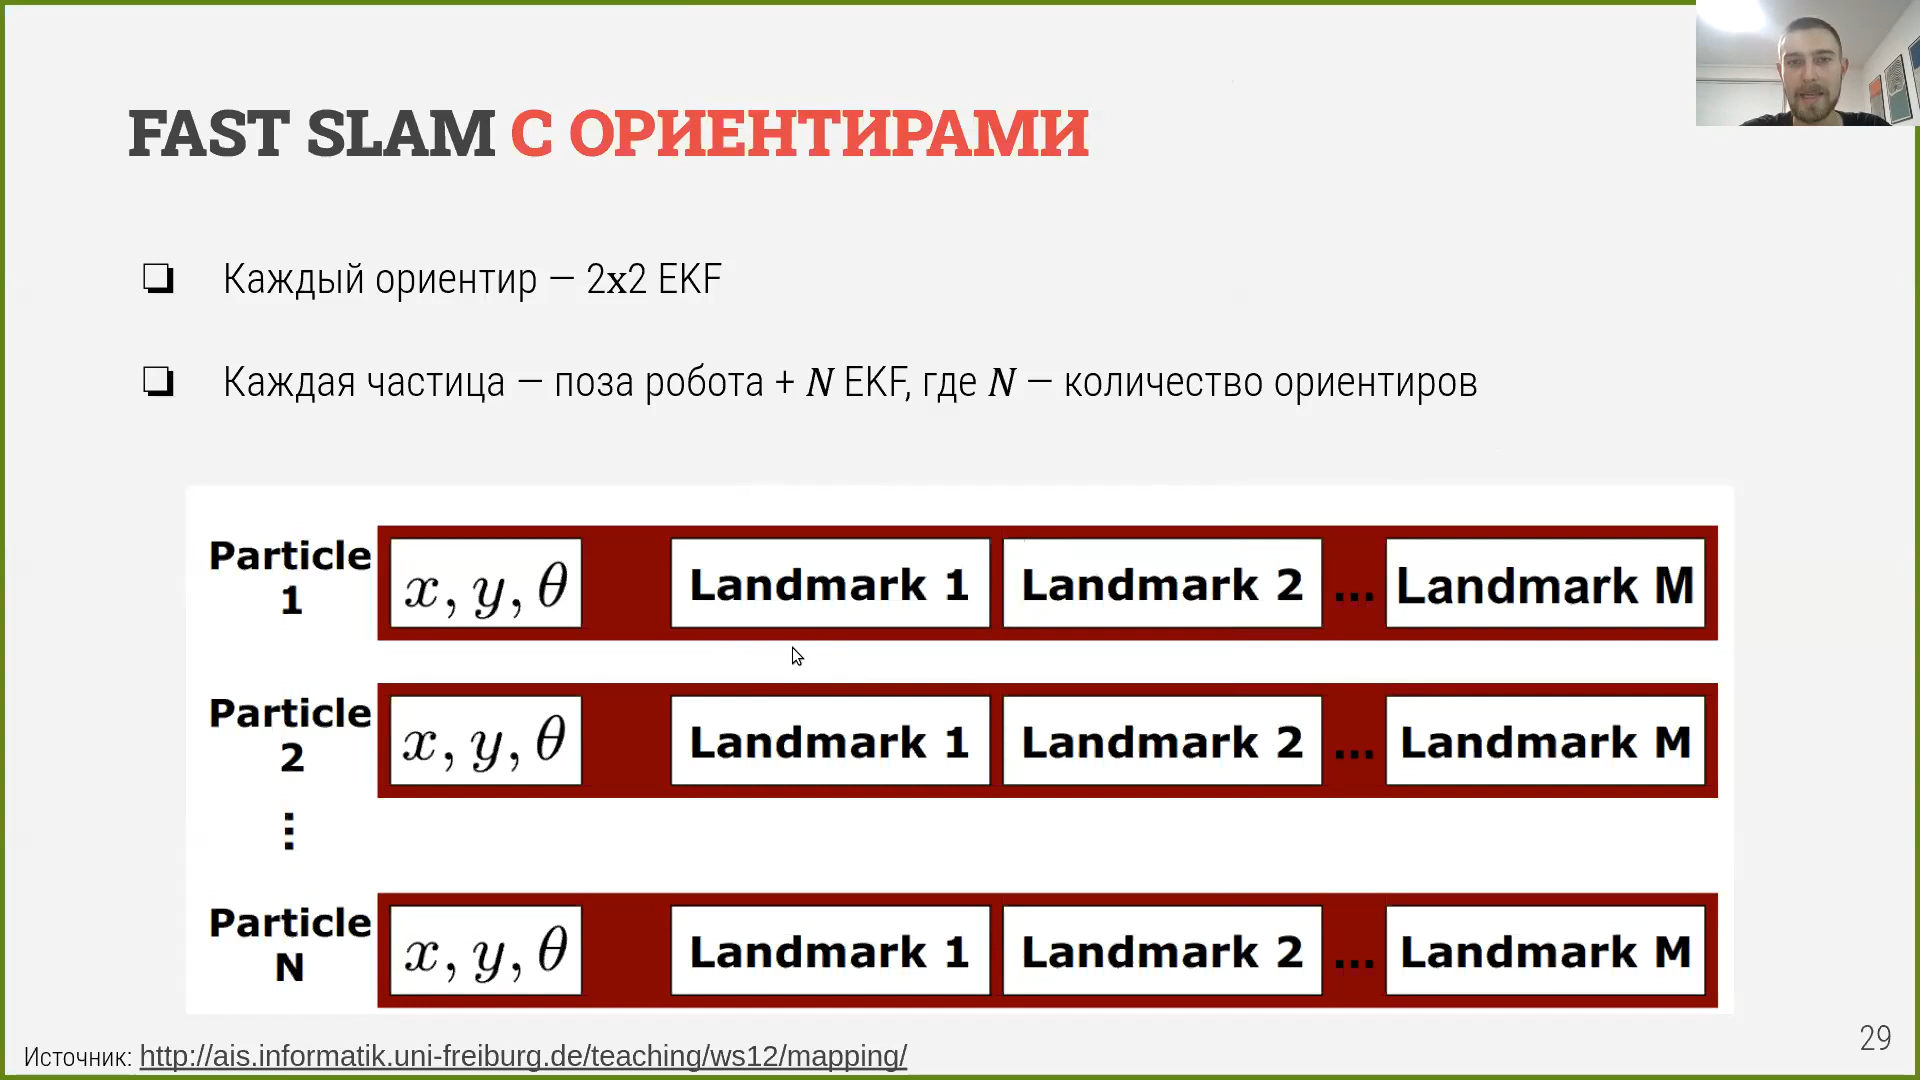 FAST SLAM С ОРИЕНТИРАМИ
❏ Каждый ориентир — 2x2 EKF
❏ Каждая частица — поза робота + N EKF, где N — количество ориентиров
Particle 1 x, y, θ Landmark 1 Landmark 2 ... Landmark M
Particle 2 x, y, θ Landmark 1 Landmark 2 ... Landmark M
⋮
Particle N x, y, θ Landmark 1 Landmark 2 ... Landmark M
Источник: http://ais.informatik.uni-freiburg.de/teaching/ws12/mapping/
29